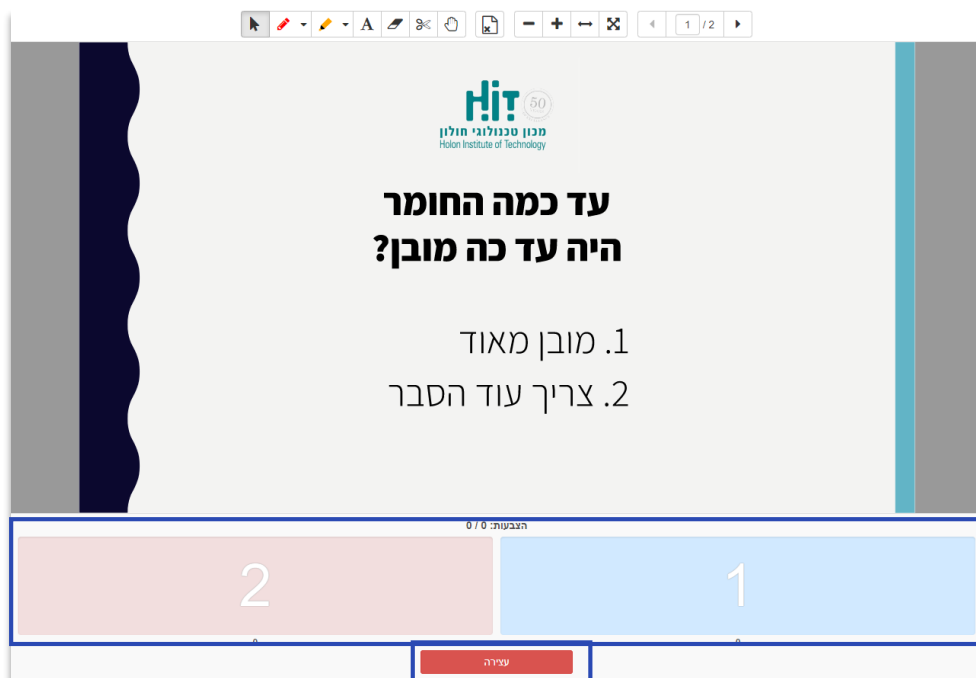 A
1 / 2
HiT
50
מכון טכנולוגי חולון
Holon Institute of Technology
עד כמה החומר
היה עד כה מובן?
1. מובן מאוד
2. צריך עוד הסבר
הצבעות: 0 / 0
1
2
עצירה